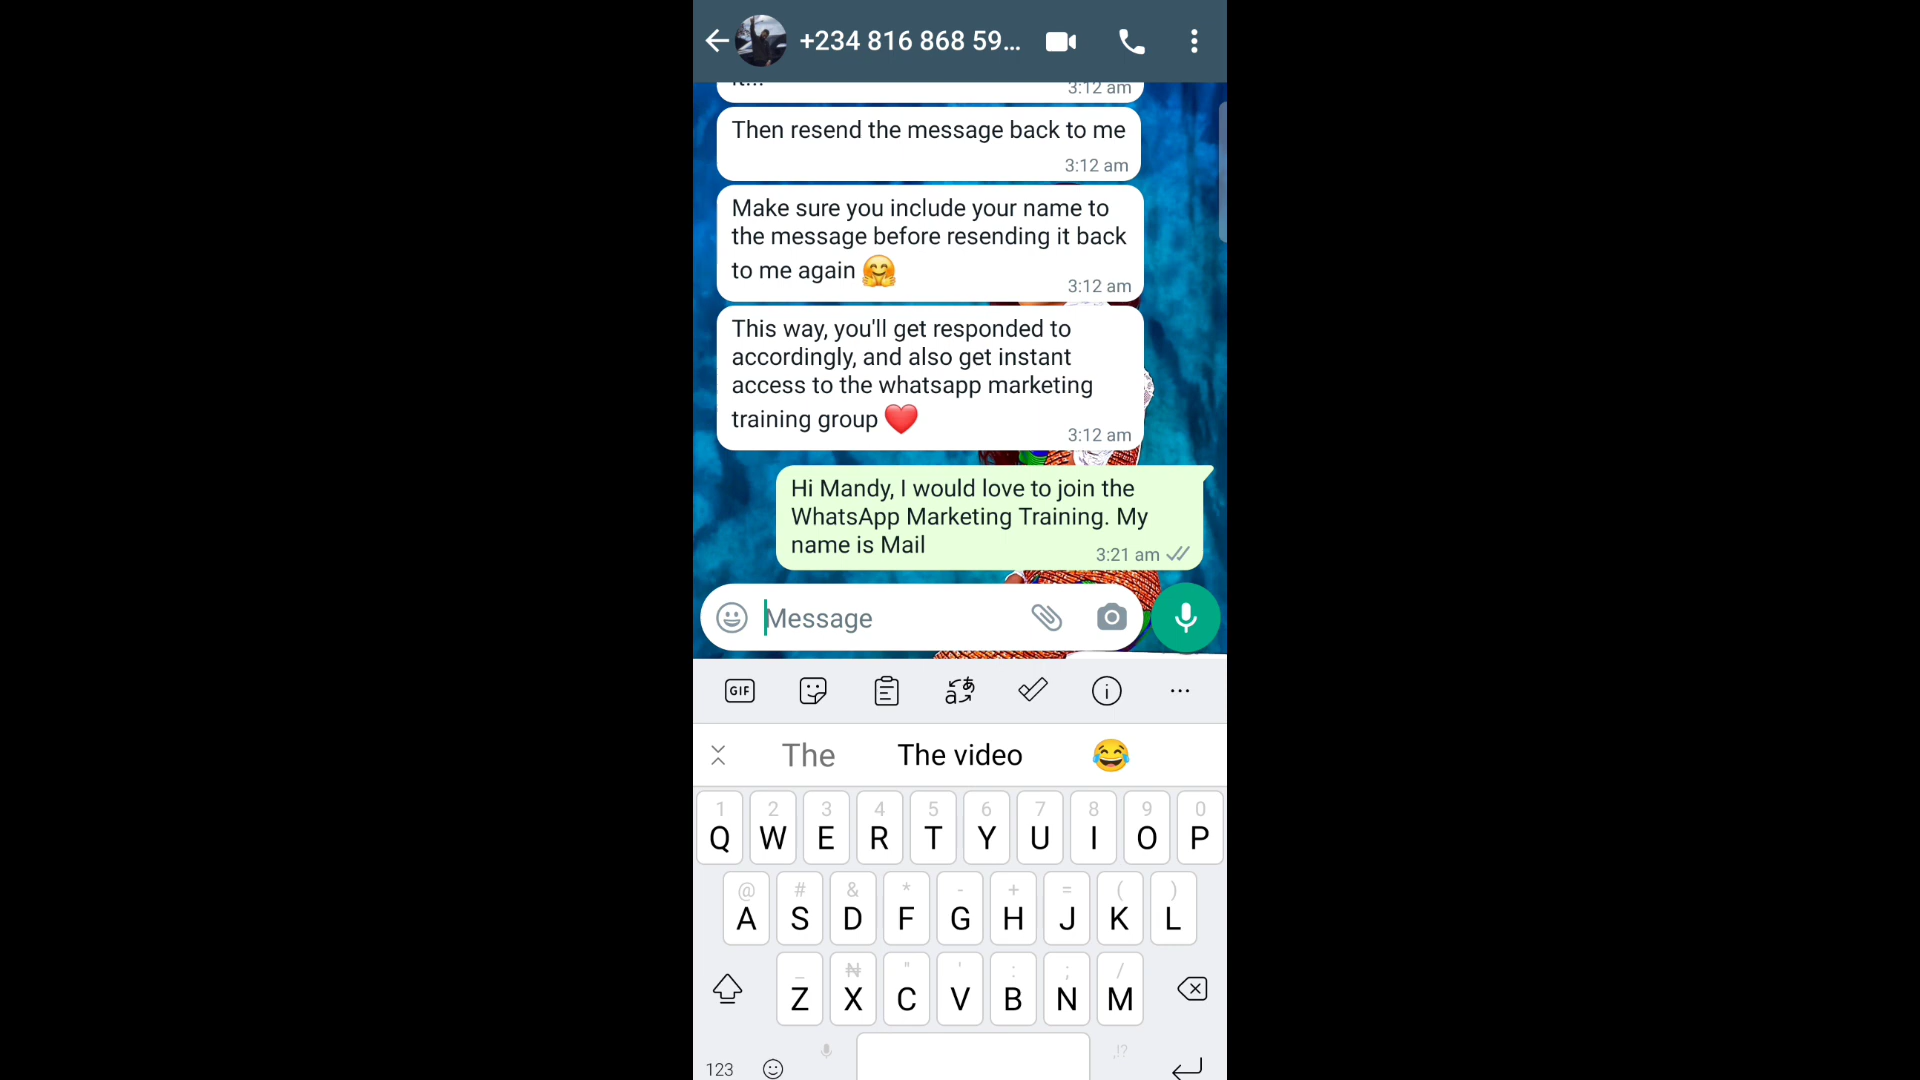 +234 816 868 59...
3:12 am
Then resend the message back to me
3:12 am
Make sure you include your name to
the message before resending it back
to me again 🤗
3:12 am
This way, you'll get responded to
accordingly, and also get instant
access to the whatsapp marketing
training group ❤️
3:12 am
Hi Mandy, I would love to join the
WhatsApp Marketing Training. My
name is Mail
3:21 am
Message
GIF
The The video 😂
1 2 3 4 5 6 7 8 9 0
Q W E R T Y U I O P
@ # & * - + = ( )
A S D F G H J K L
_ ₦ " ' : ; /
Z X C V B N M
,!?
123